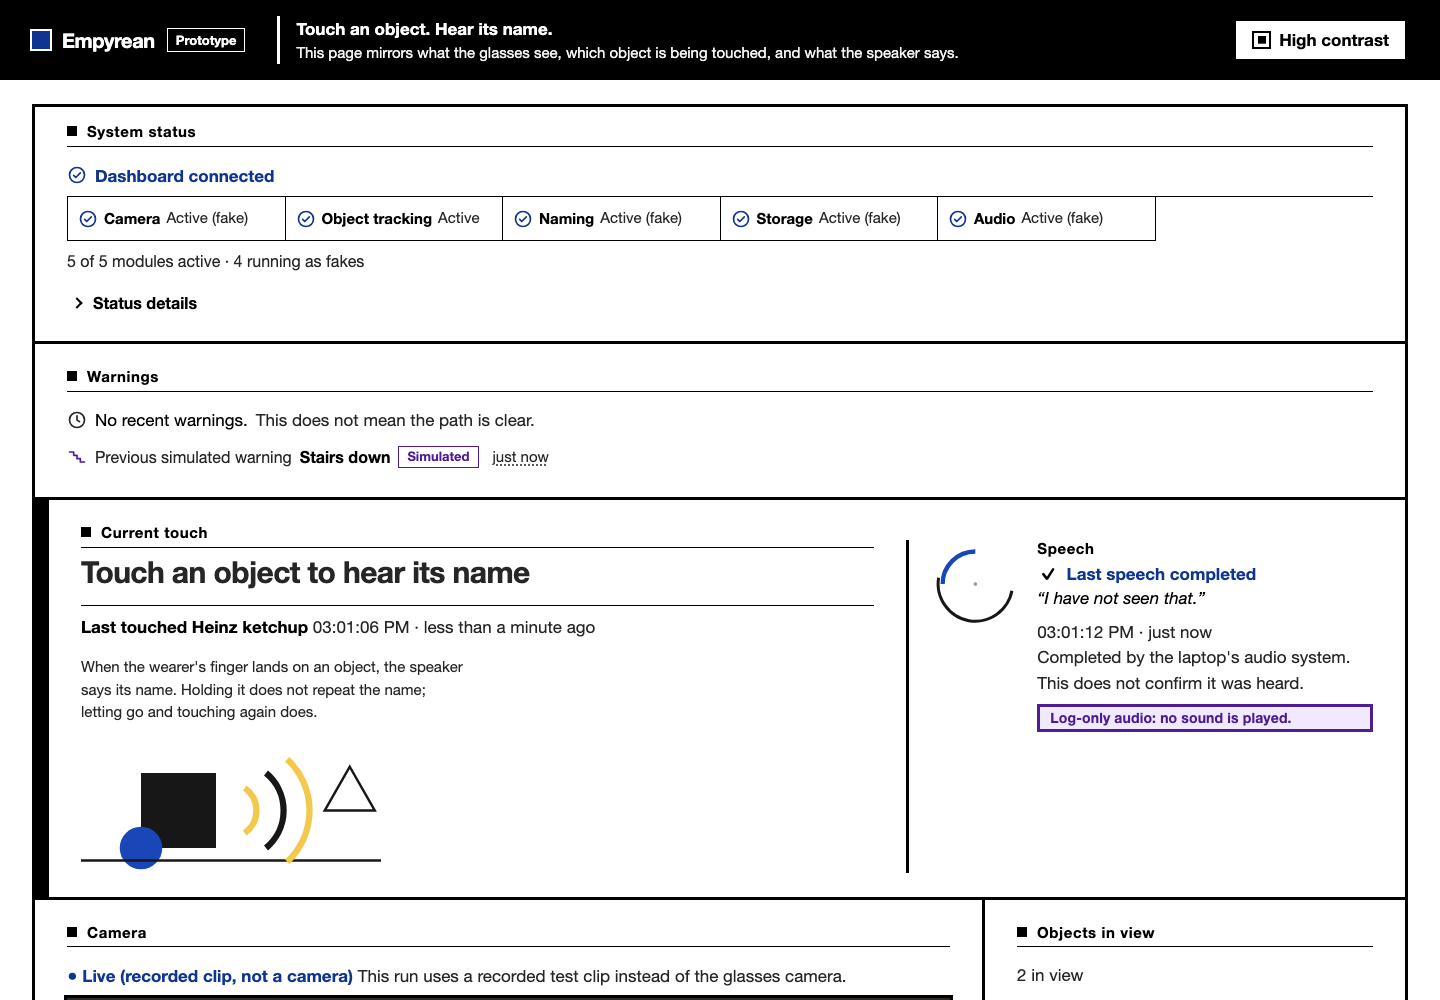 Empyrean Prototype
Touch an object. Hear its name.
This page mirrors what the glasses see, which object is being touched, and what the speaker says.
High contrast
System status
Dashboard connected
Camera Active (fake)
Object tracking Active
Naming Active (fake)
Storage Active (fake)
Audio Active (fake)
5 of 5 modules active · 4 running as fakes
Status details
Warnings
No recent warnings. This does not mean the path is clear.
Previous simulated warning Stairs down Simulated just now
Current touch
Touch an object to hear its name
Last touched Heinz ketchup 03:01:06 PM · less than a minute ago
When the wearer's finger lands on an object, the speaker
says its name. Holding it does not repeat the name;
letting go and touching again does.
Speech
Last speech completed
“I have not seen that.”
03:01:12 PM · just now
Completed by the laptop's audio system.
This does not confirm it was heard.
Log-only audio: no sound is played.
Camera
Live (recorded clip, not a camera) This run uses a recorded test clip instead of the glasses camera.
Objects in view
2 in view